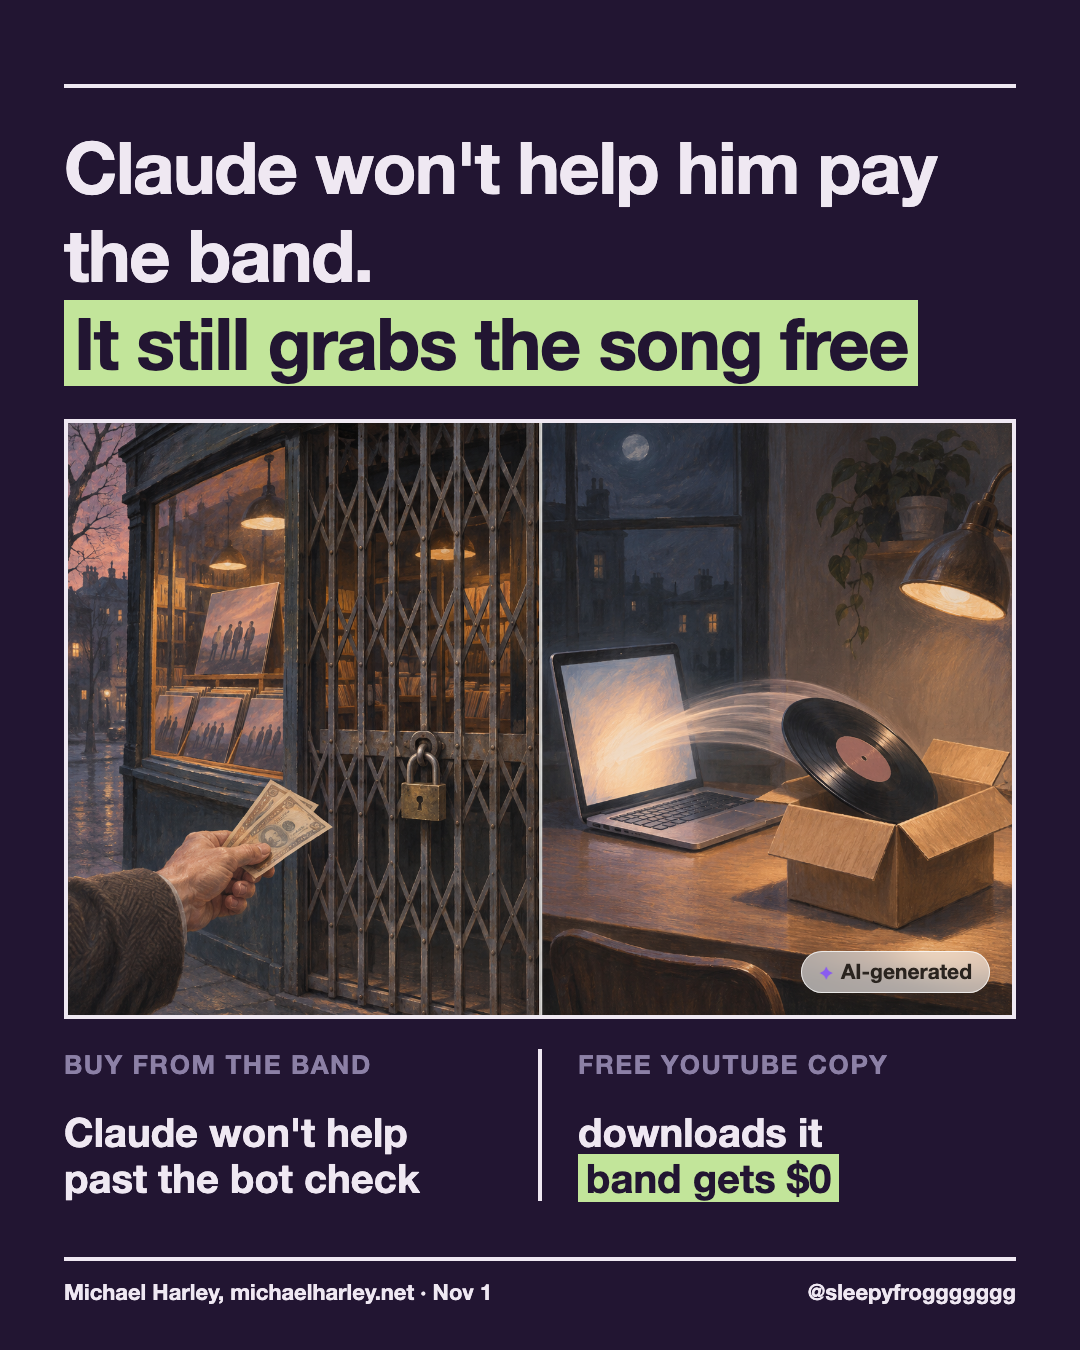 Claude won't help him pay
the band.
It still grabs the song free
AI-generated
BUY FROM THE BAND
Claude won't help
past the bot check
FREE YOUTUBE COPY
downloads it
band gets $0
Michael Harley, michaelharley.net · Nov 1
@sleepyfroggggggg